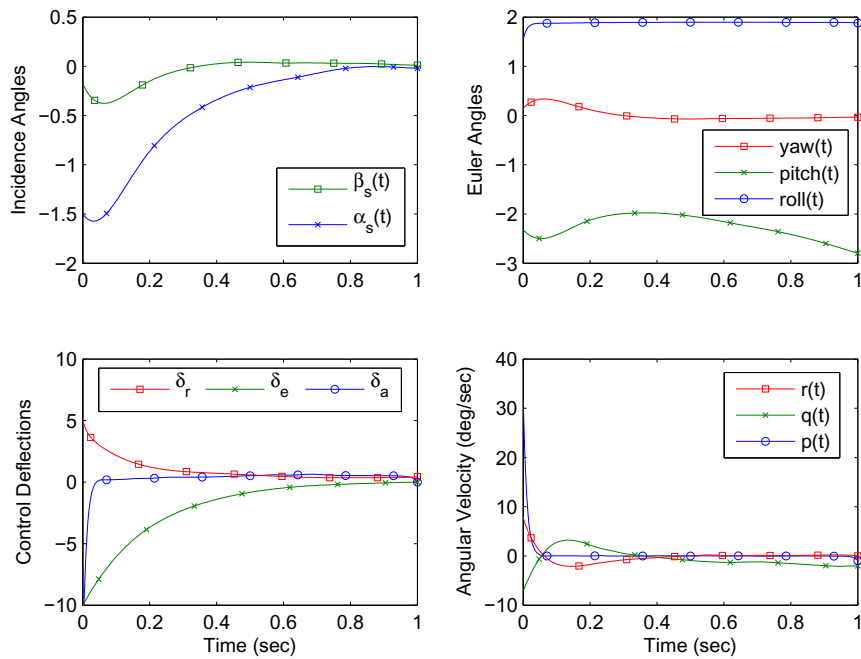 0.5
0
−0.5
−1
−1.5
−2
0 0.2 0.4 0.6 0.8 1
Incidence Angles
β_s(t)
α_s(t)
2
1
0
−1
−2
−3
0 0.2 0.4 0.6 0.8 1
Euler Angles
yaw(t)
pitch(t)
roll(t)
10
5
0
−5
−10
0 0.2 0.4 0.6 0.8 1
Control Deflections
Time (sec)
δ_r δ_e δ_a
40
30
20
10
0
−10
0 0.2 0.4 0.6 0.8 1
Angular Velocity (deg/sec)
Time (sec)
r(t)
q(t)
p(t)